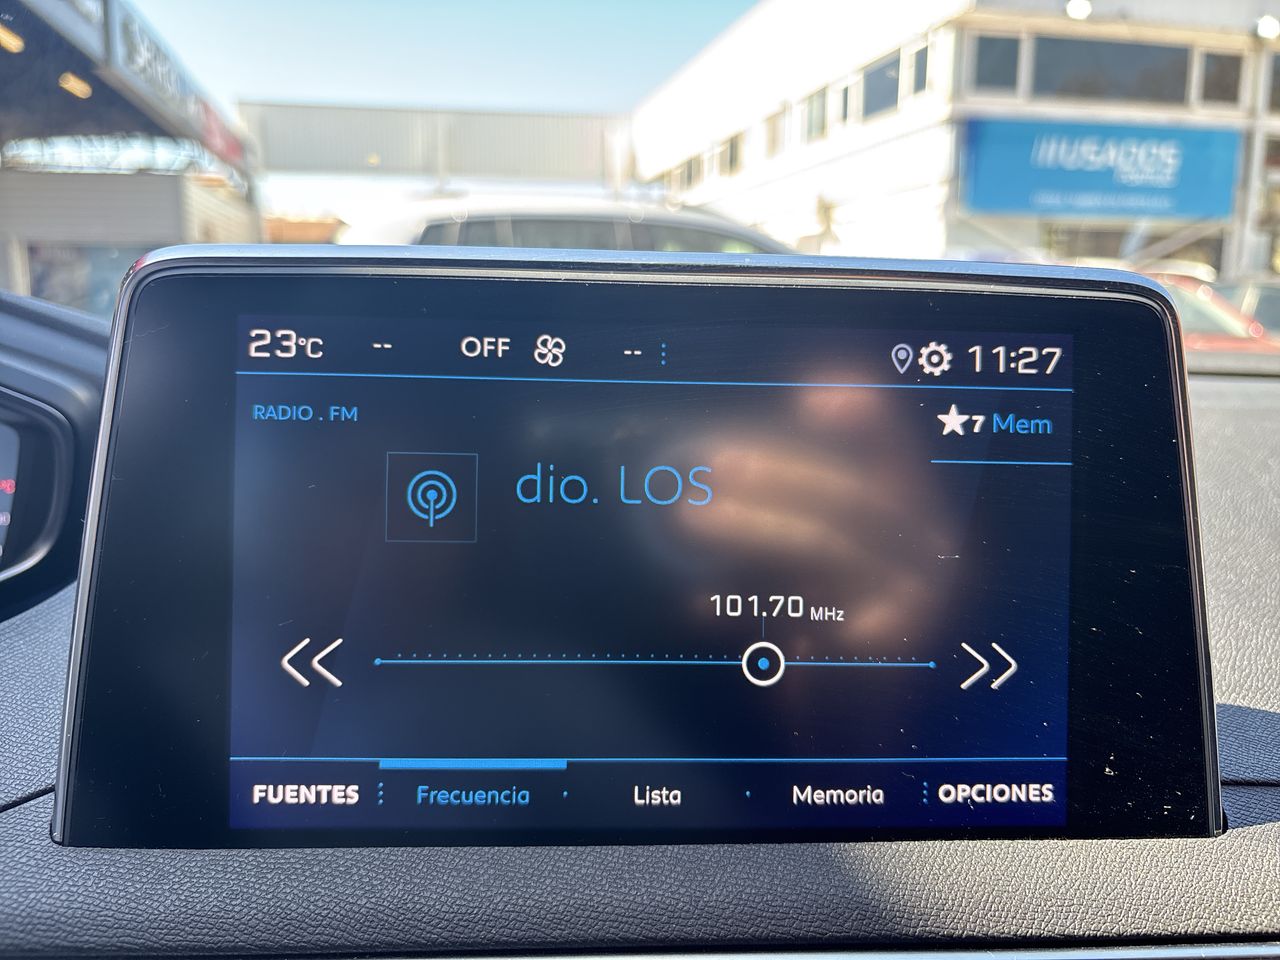 ///USADOS
23°C -- OFF -- 11:27
RADIO . FM
7 Mem
dio. LOS
101.70 MHz
FUENTES Frecuencia Lista Memoria OPCIONES